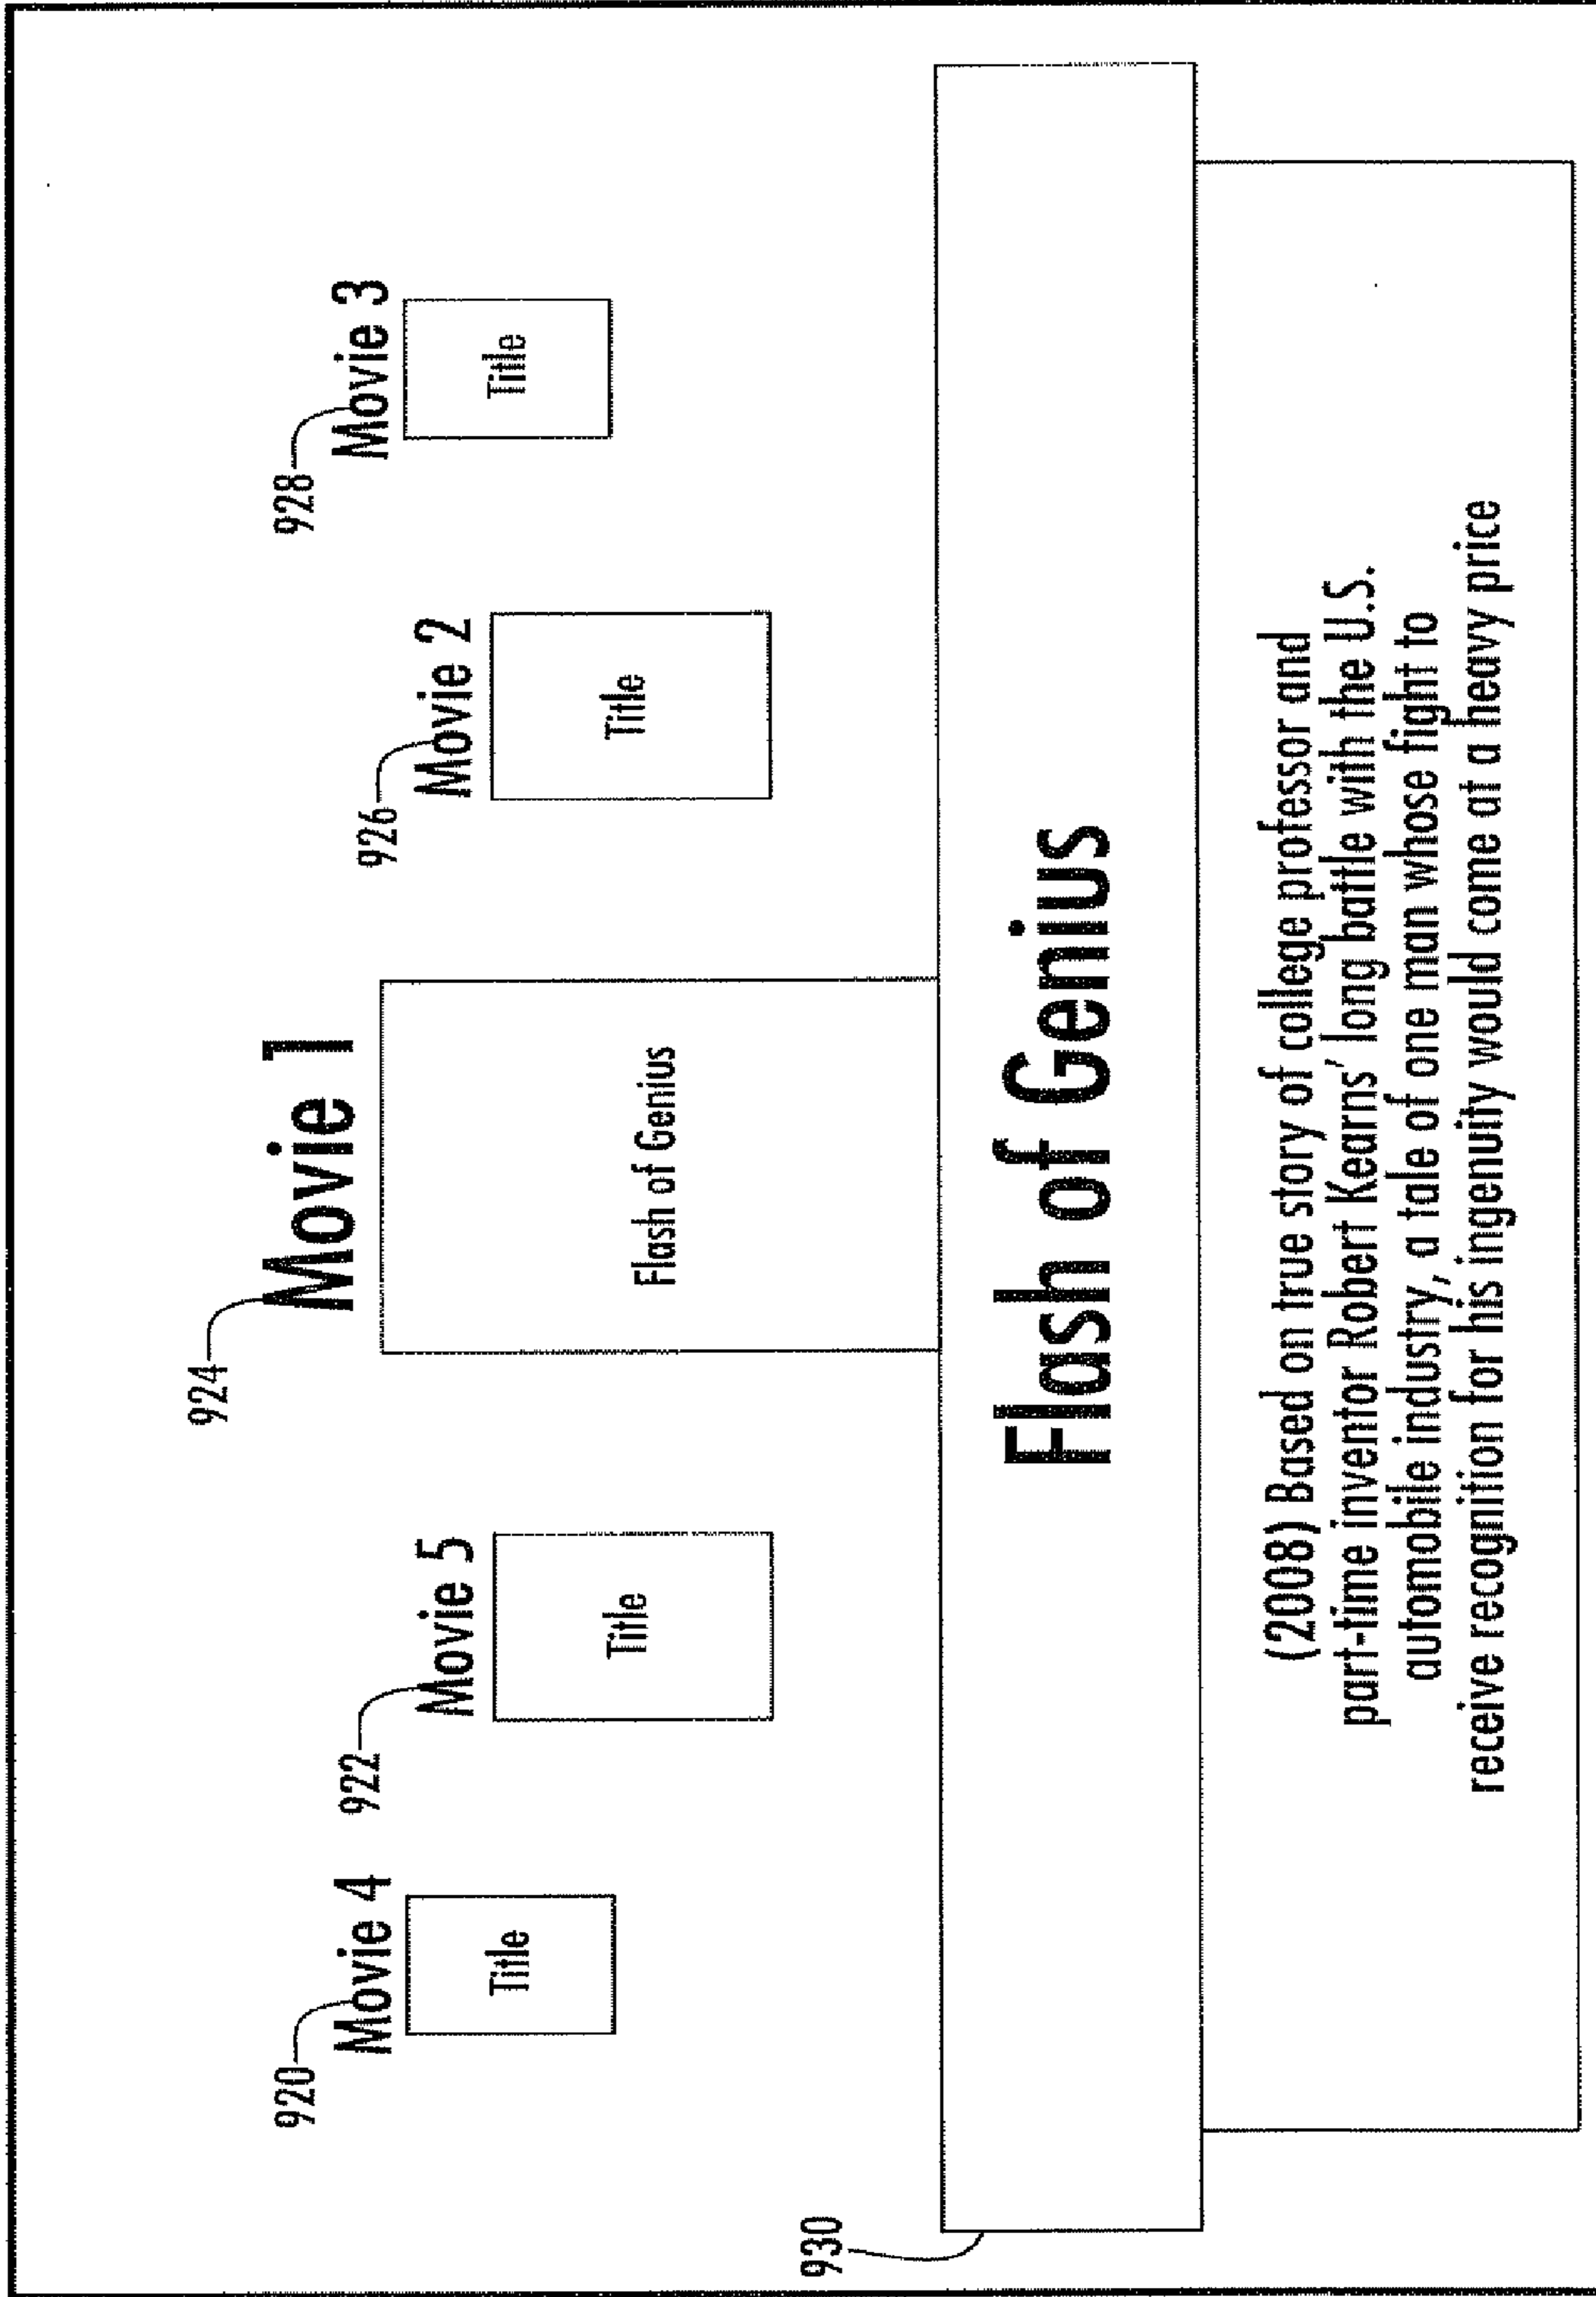 924
Movie 1
920
Movie 4
928
Movie 3
922
Movie 5
926
Movie 2
Title
Title
Flash of Genius
Title
Title
930
Flash of Genius
(2008) Based on true story of college professor and
part-time inventor Robert Kearns' long battle with the U.S.
automobile industry, a tale of one man whose fight to
receive recognition for his ingenuity would come at a heavy price